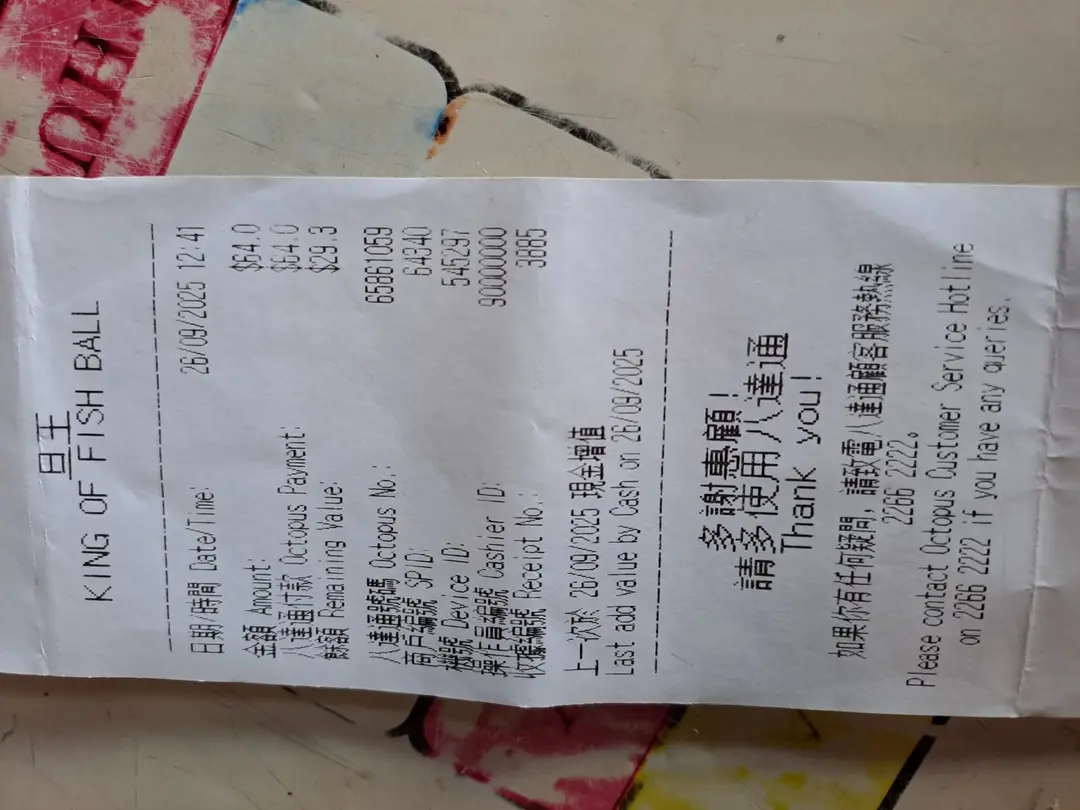 王
KING OF FISH BALL
日期/時間 Date/Time: 26/09/2025 12:41
金額 Amount: $64.0
八達通付款 Octopus Payment: $64.0
餘額 Remaining Value: $29.3
八達通號碼 Octopus No.: 65861059
商戶編號 SPID: 64340
機號 Device ID: 545297
操作員編號 Cashier ID: 90000000
收據編號 Receipt No.: 3885
上一次於 26/09/2025 現金增值
Last add value by Cash on 26/09/2025
多謝惠顧!
請多使用八達通
Thank you!
如果你有任何疑問, 請致電八達通顧客服務熱線
2266 2222。
Please contact Octopus Customer Service Hotline
on 2266 2222 if you have any queries.